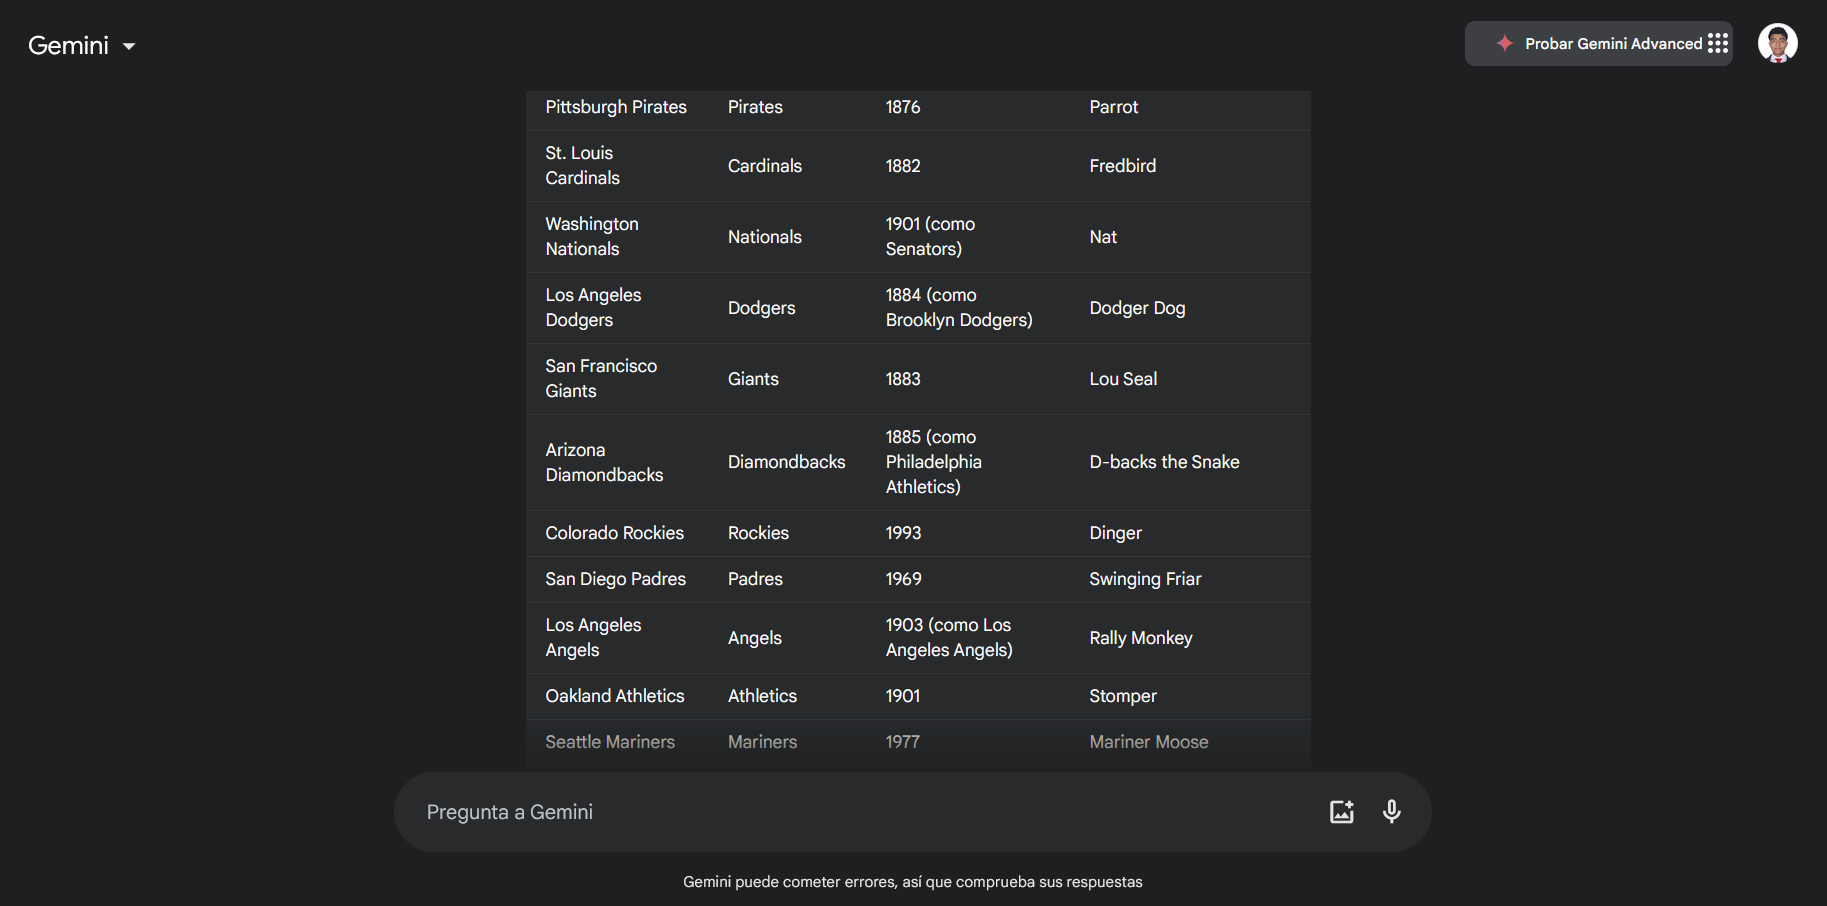 Gemini
Probar Gemini Advanced
Pittsburgh Pirates Pirates 1876 Parrot
St. Louis
Cardinals
Cardinals
1882
Fredbird
Washington
Nationals
Nationals
1901 (como
Senators)
Nat
Los Angeles
Dodgers
Dodgers
1884 (como
Brooklyn Dodgers)
Dodger Dog
San Francisco
Giants
Giants
1883
Lou Seal
Arizona
Diamondbacks
Diamondbacks
1885 (como
Philadelphia
Athletics)
D-backs the Snake
Colorado Rockies Rockies 1993 Dinger
San Diego Padres Padres 1969 Swinging Friar
Los Angeles
Angels
Angels
1903 (como Los
Angeles Angels)
Rally Monkey
Oakland Athletics Athletics 1901 Stomper
Seattle Mariners Mariners 1977 Mariner Moose
Pregunta a Gemini
Gemini puede cometer errores, así que comprueba sus respuestas